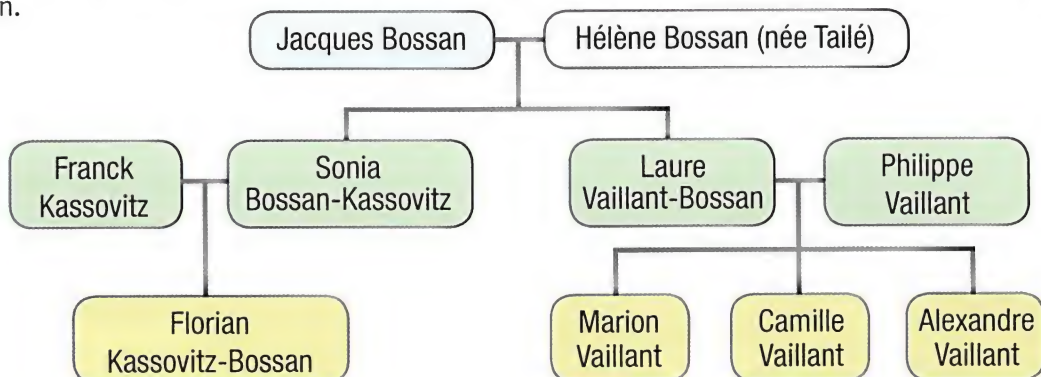 n.
Jacques Bossan
Hélène Bossan (née Tailé)
Franck
Kassovitz
Sonia
Bossan-Kassovitz
Laure
Vaillant-Bossan
Philippe
Vaillant
Florian
Kassovitz-Bossan
Marion
Vaillant
Camille
Vaillant
Alexandre
Vaillant